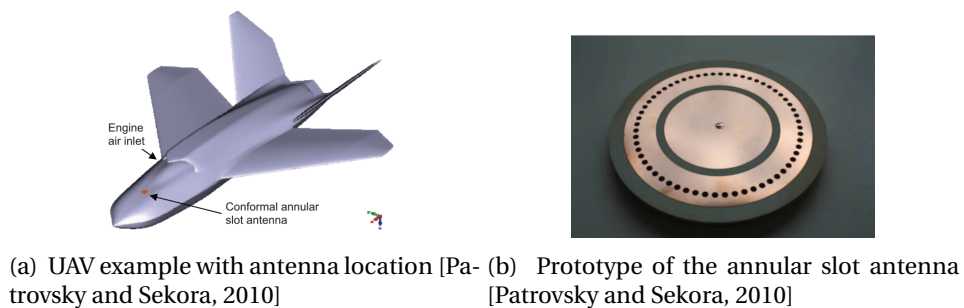 Engine
air inlet
Conformal annular
slot antenna
(a) UAV example with antenna location [Pa-
trovsky and Sekora, 2010]
(b) Prototype of the annular slot antenna
[Patrovsky and Sekora, 2010]